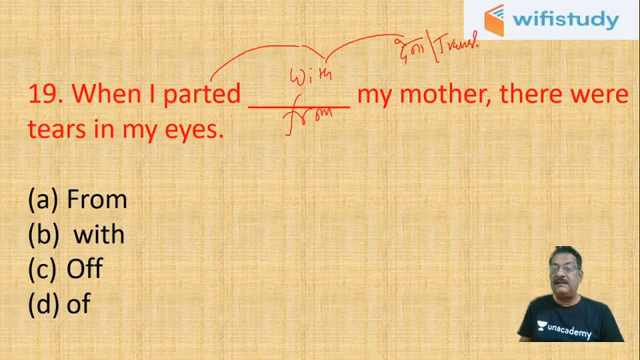 wifistudy
देना/Transf
with
19. When I parted ________ my mother, there were
from
tears in my eyes.
(a) From
(b) with
(c) Off
(d) of
unacademy